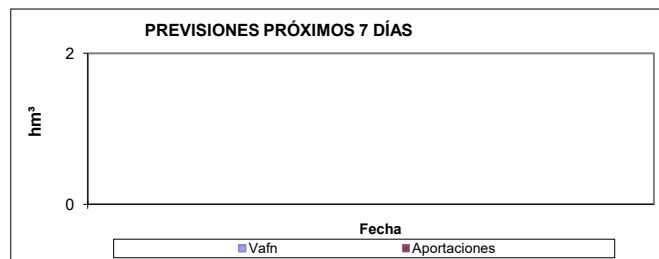 PREVISIONES PRÓXIMOS 7 DÍAS
2
hm³
0
Fecha
Vafn Aportaciones